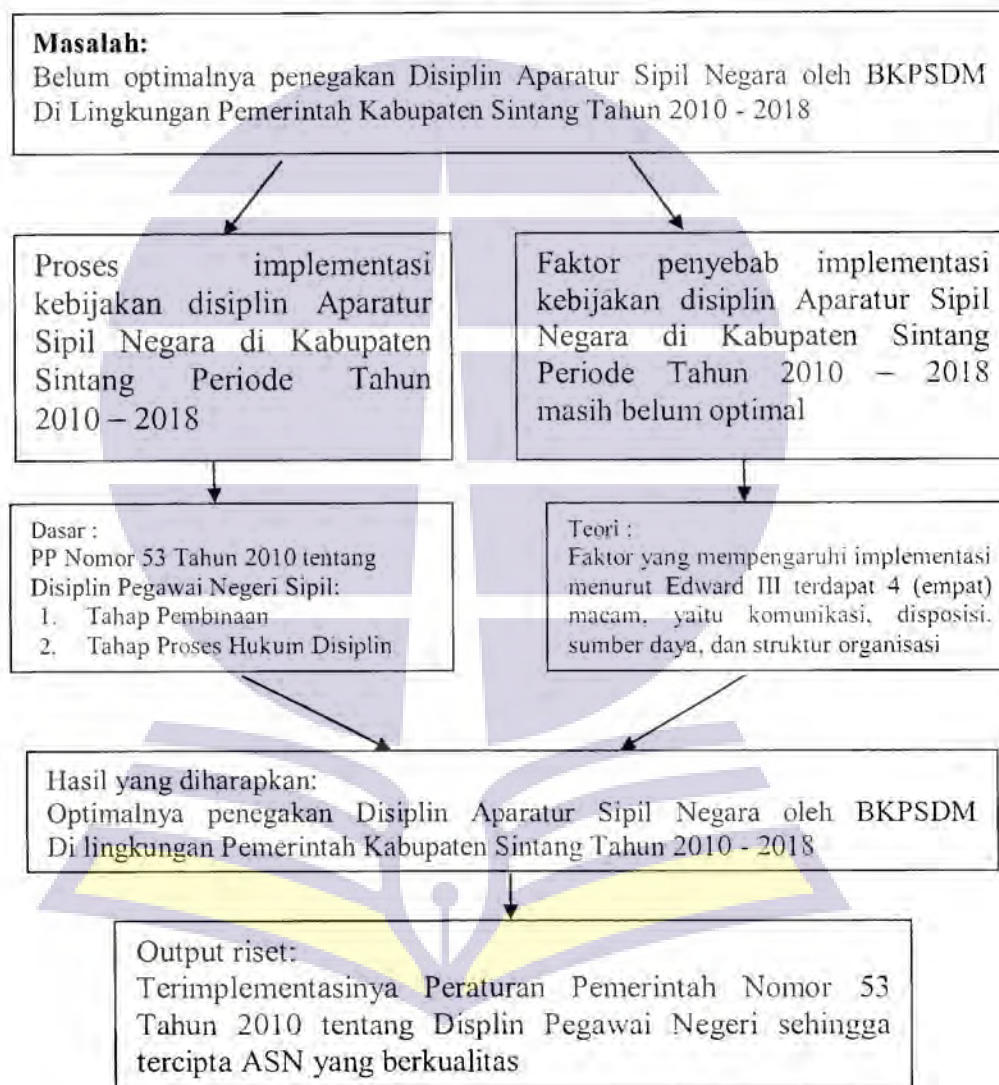 Masalah:
Belum optimalnya penegakan Disiplin Aparatur Sipil Negara oleh BKPSDM
Di Lingkungan Pemerintah Kabupaten Sintang Tahun 2010 - 2018
Proses implementasi
kebijakan disiplin Aparatur
Sipil Negara di Kabupaten
Sintang Periode Tahun
2010 – 2018
Faktor penyebab implementasi
kebijakan disiplin Aparatur Sipil
Negara di Kabupaten Sintang
Periode Tahun 2010 – 2018
masih belum optimal
Dasar :
PP Nomor 53 Tahun 2010 tentang
Disiplin Pegawai Negeri Sipil:
1. Tahap Pembinaan
2. Tahap Proses Hukum Disiplin
Teori :
Faktor yang mempengaruhi implementasi
menurut Edward III terdapat 4 (empat)
macam, yaitu komunikasi, disposisi.
sumber daya, dan struktur organisasi
Hasil yang diharapkan:
Optimalnya penegakan Disiplin Aparatur Sipil Negara oleh BKPSDM
Di lingkungan Pemerintah Kabupaten Sintang Tahun 2010 - 2018
Output riset:
Terimplementasinya Peraturan Pemerintah Nomor 53
Tahun 2010 tentang Displin Pegawai Negeri sehingga
tercipta ASN yang berkualitas